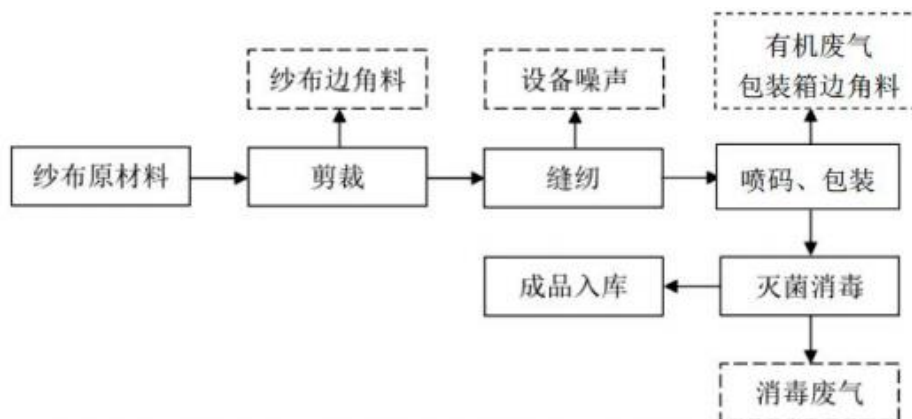 有机废气
包装箱边角料
纱布边角料
设备噪声
纱布原材料
剪裁
缝纫
喷码、包装
成品入库
灭菌消毒
消毒废气